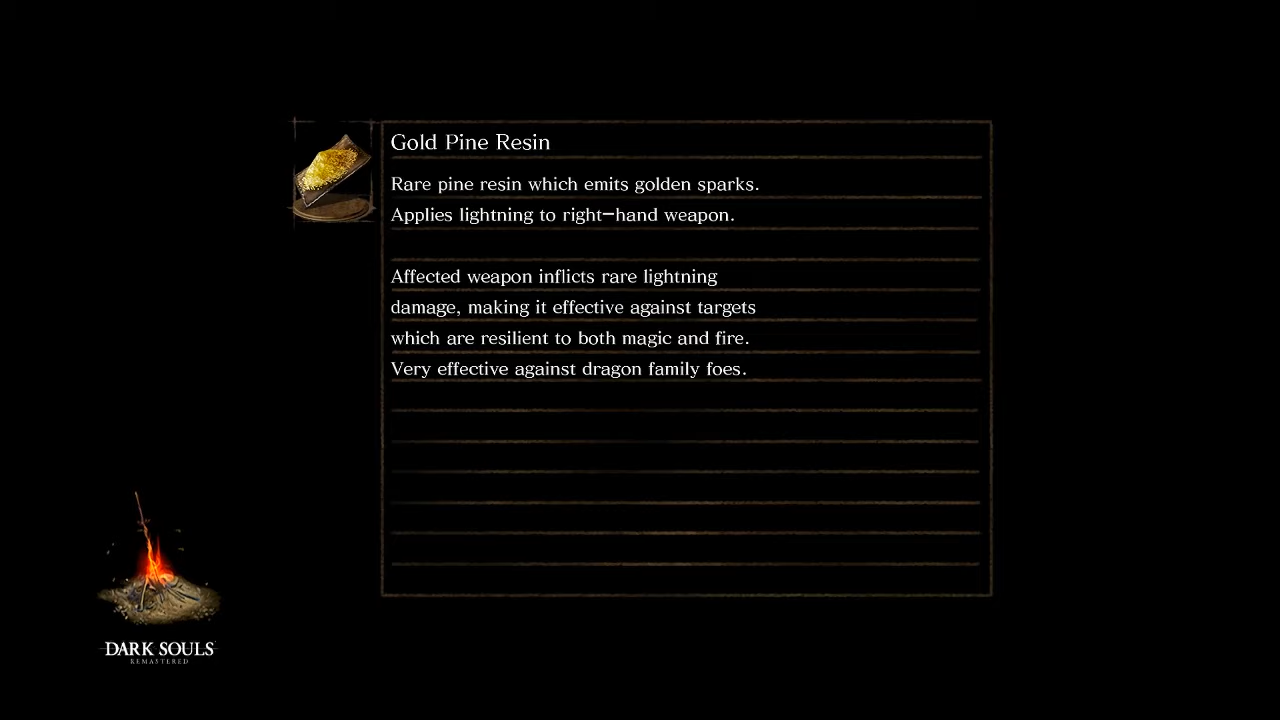 Gold Pine Resin
Rare pine resin which emits golden sparks.
Applies lightning to right-hand weapon.
Affected weapon inflicts rare lightning
damage, making it effective against targets
which are resilient to both magic and fire.
Very effective against dragon family foes.
DARK SOULS
REMASTERED